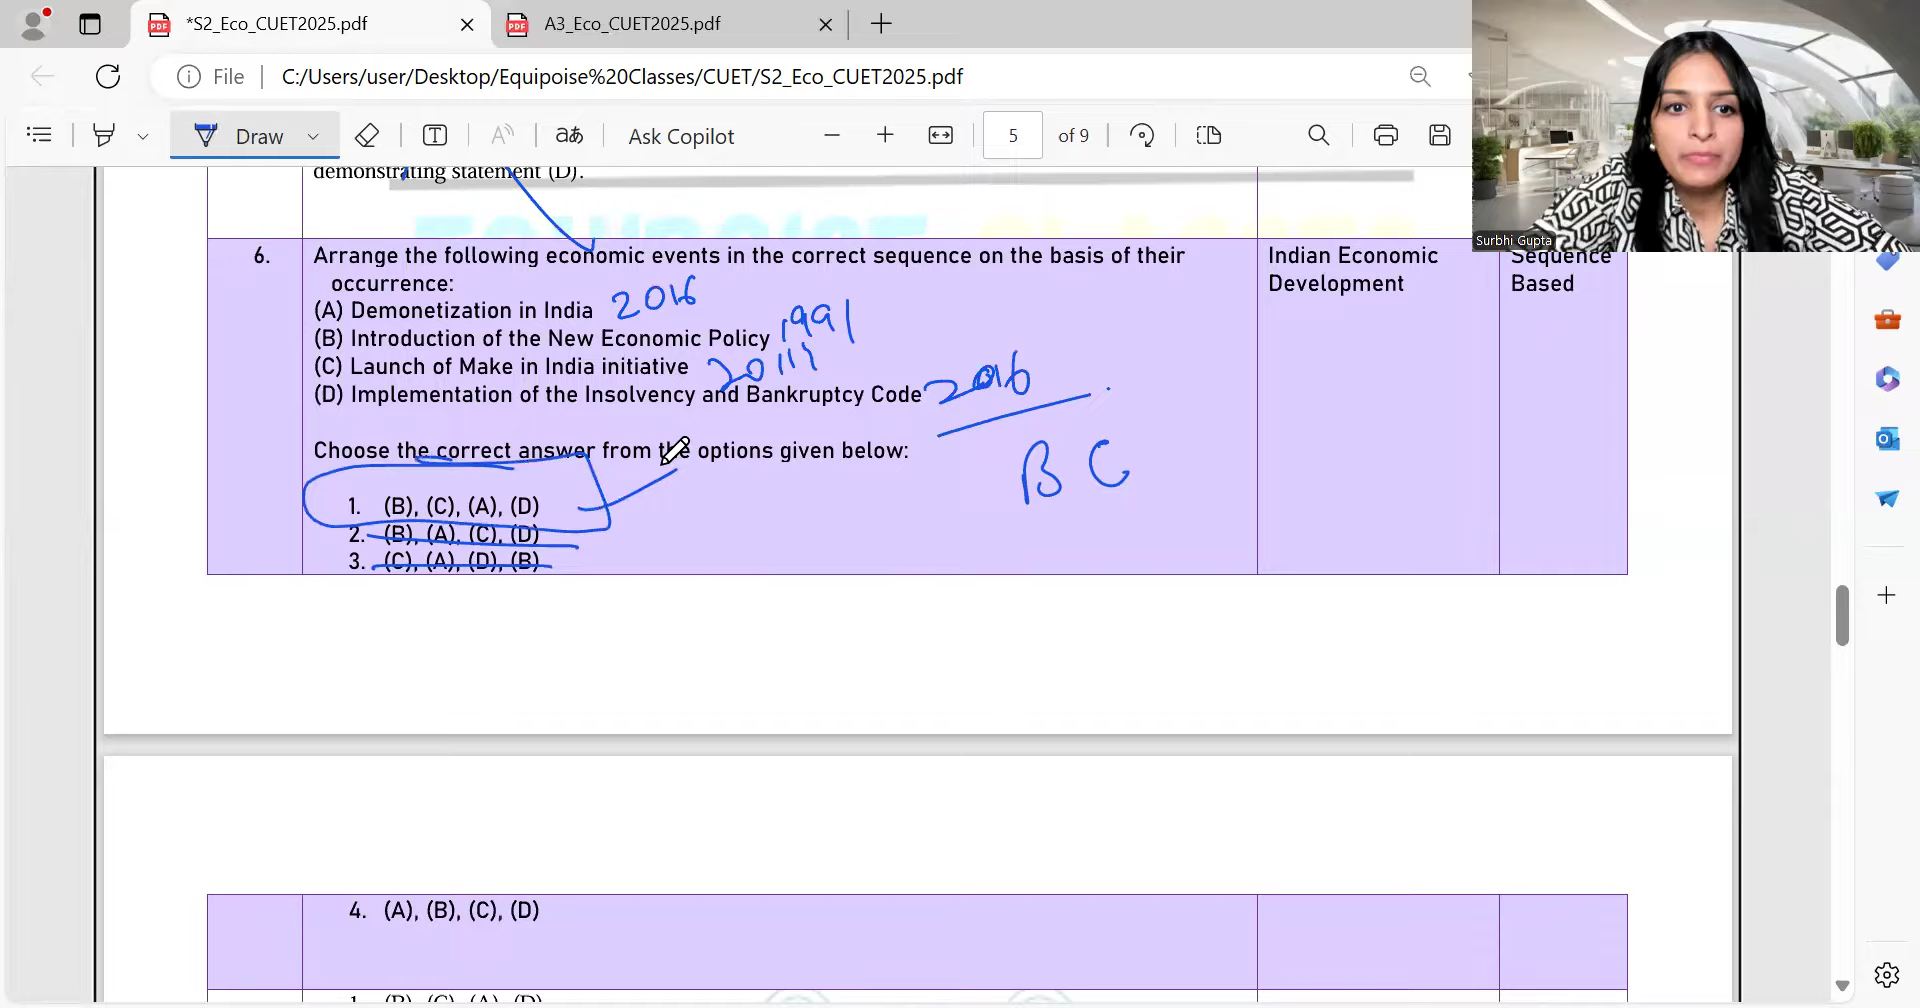 *S2_Eco_CUET2025.pdf
A3_Eco_CUET2025.pdf
File
C:/Users/user/Desktop/Equipoise%20Classes/CUET/S2_Eco_CUET2025.pdf
Draw
Ask Copilot
5 of 9
Surbhi Gupta
demonstrating statement (D).
6. Arrange the following economic events in the correct sequence on the basis of their
occurrence:
(A) Demonetization in India 2016
(B) Introduction of the New Economic Policy 1991
(C) Launch of Make in India initiative
(D) Implementation of the Insolvency and Bankruptcy Code 2016
Choose the correct answer from the options given below:
B C
1. (B), (C), (A), (D)
2. (B), (A), (C), (D)
3. (C), (A), (D), (B)
Indian Economic
Development
Sequence
Based
4. (A), (B), (C), (D)
1. (B), (C), (A), (D)